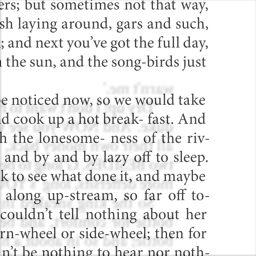 ers; but sometimes not that way,
sh laying around, gars and such,
; and next you've got the full day,
the sun, and the song-birds just
e noticed now, so we would take
d cook up a hot break- fast. And
h the lonesome- ness of the riv-
and by and by lazy off to sleep.
k to see what done it, and maybe
along up-stream, so far off to-
couldn't tell nothing about her
rn-wheel or side-wheel; then for
n't be nothing to hear nor noth-